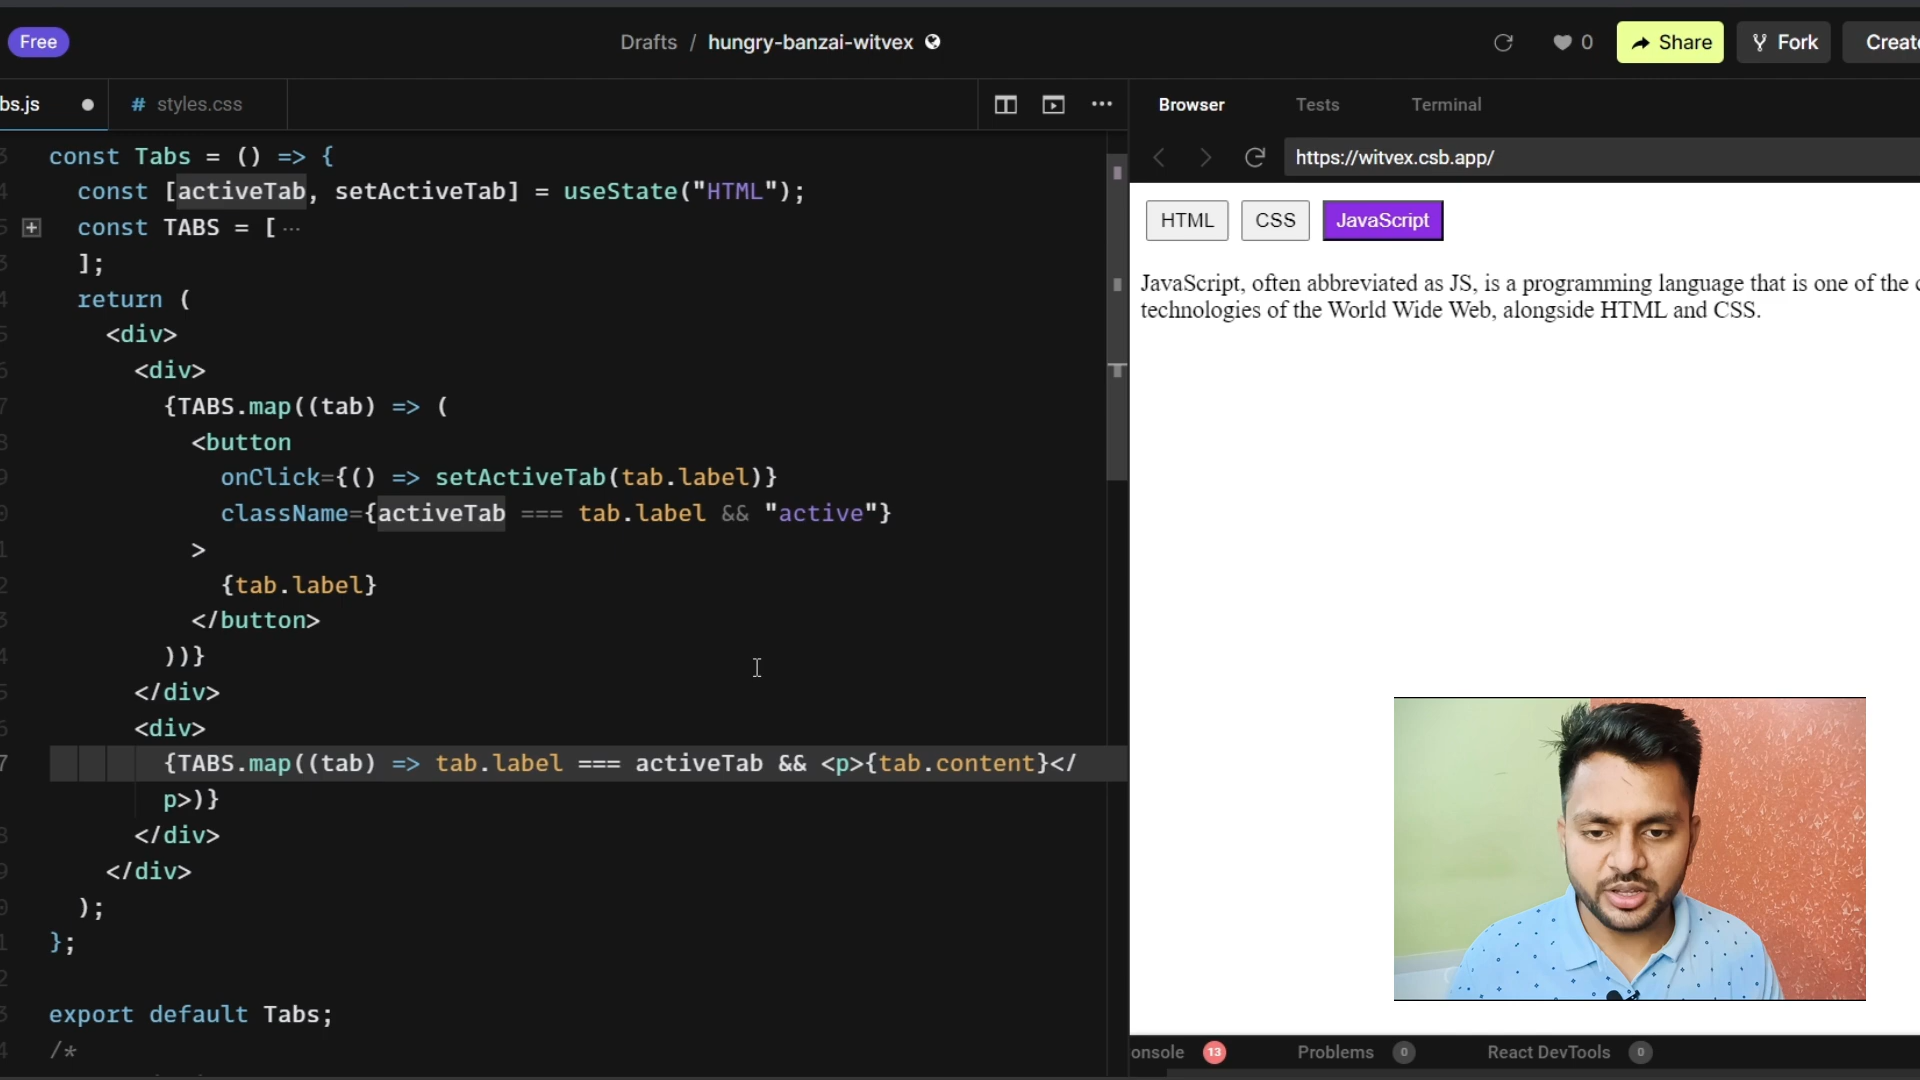 Free
Drafts / hungry-banzai-witvex
0
Share
Fork
Create
bs.js
# styles.css
Browser
Tests
Terminal
https://witvex.csb.app/
const Tabs = () => {
const [activeTab, setActiveTab] = useState("HTML");
const TABS = [ ...
];
return (
<div>
<div>
{TABS.map((tab) => (
<button
onClick={() => setActiveTab(tab.label)}
className={activeTab === tab.label && "active"}
>
{tab.label}
</button>
))}
</div>
<div>
{TABS.map((tab) => tab.label === activeTab && <p>{tab.content}</
p>)}
</div>
</div>
);
};
export default Tabs;
/*
HTML
CSS
JavaScript
JavaScript, often abbreviated as JS, is a programming language that is one of the
technologies of the World Wide Web, alongside HTML and CSS.
onsole 13
Problems 0
React DevTools 0